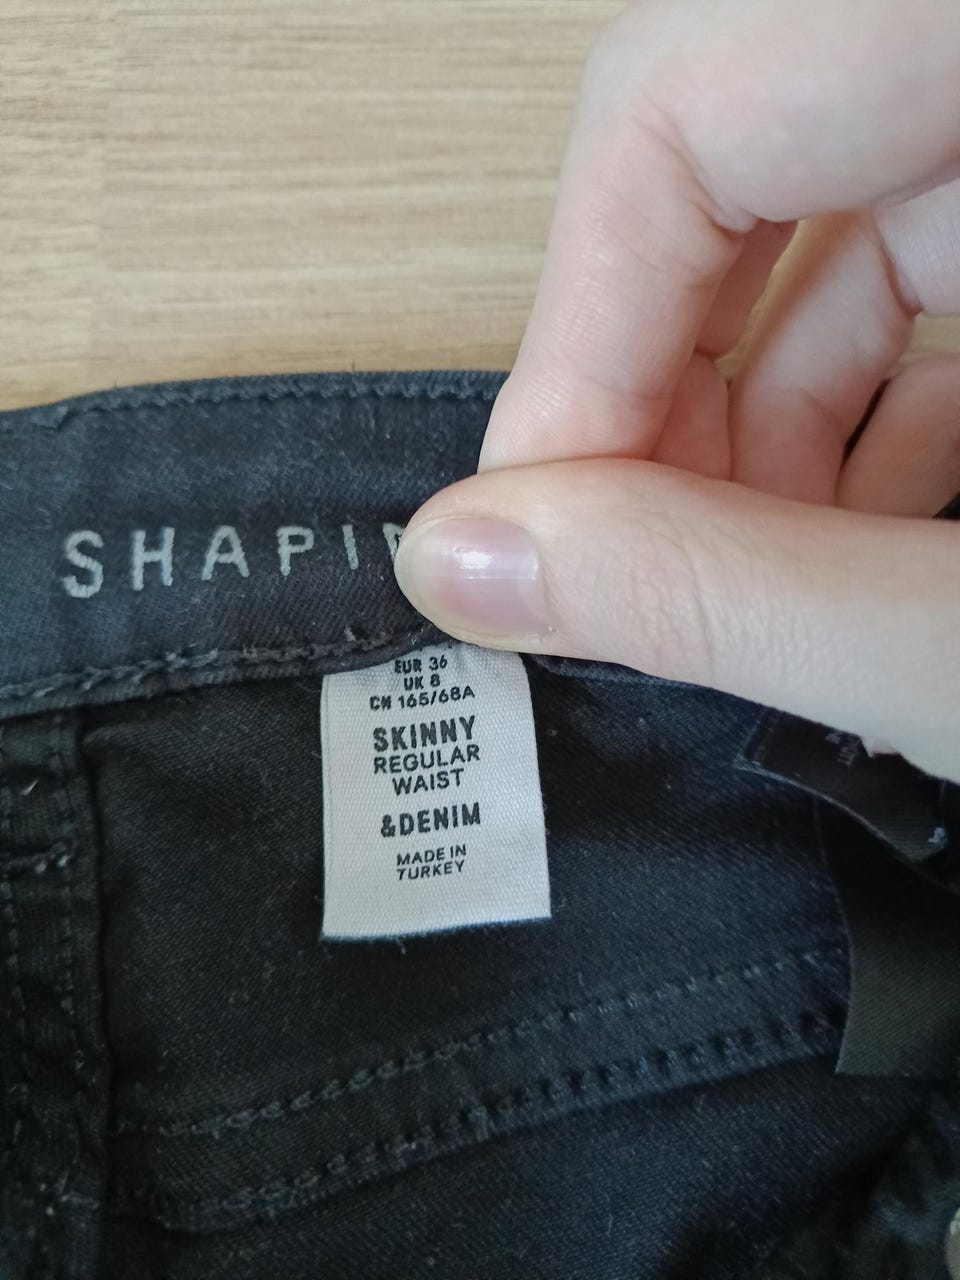 SHAPI
EUR 36
UK 8
CN 165/68A
SKINNY
REGULAR
WAIST
&DENIM
MADE IN
TURKEY